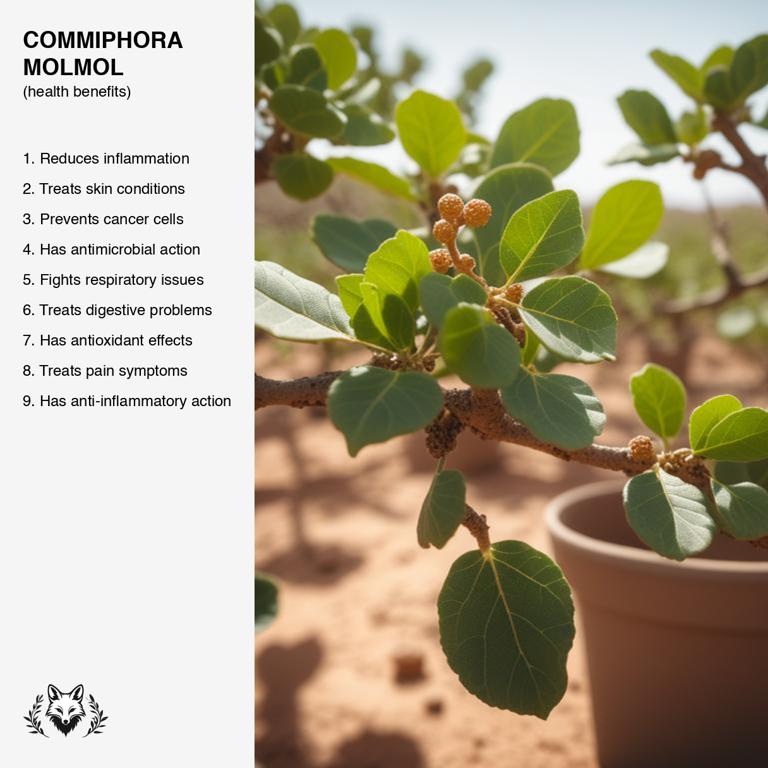 COMMIPHORA
MOLMOL
(health benefits)
1. Reduces inflammation
2. Treats skin conditions
3. Prevents cancer cells
4. Has antimicrobial action
5. Fights respiratory issues
6. Treats digestive problems
7. Has antioxidant effects
8. Treats pain symptoms
9. Has anti-inflammatory action